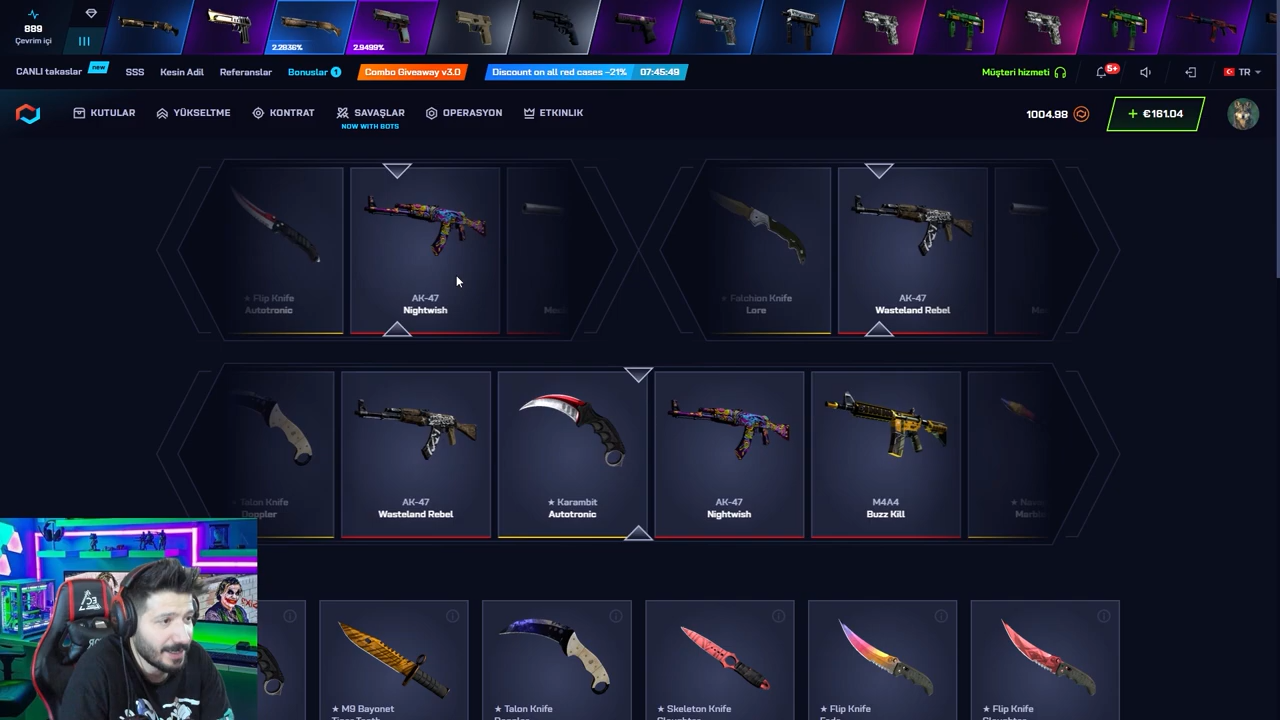 889
Çevrim içi
2.2836%
2.9499%
CANLI takaslar
new
SSS
Kesin Adil
Referanslar
Bonuslar 1
Combo Giveaway v3.0
Discount on all red cases -21%
07:45:49
Müşteri hizmeti
5+
TR
KUTULAR
YÜKSELTME
KONTRAT
SAVAŞLAR
NOW WITH BOTS
OPERASYON
ETKINLIK
1004.98
+ €161.04
★ Flip Knife
Autotronic
AK-47
Nightwish
★ Falchion Knife
Lore
AK-47
Wasteland Rebel
★ Talon Knife
Doppler
AK-47
Wasteland Rebel
★ Karambit
Autotronic
AK-47
Nightwish
M4A4
Buzz Kill
★ M9 Bayonet
★ Talon Knife
★ Skeleton Knife
★ Flip Knife
★ Flip Knife